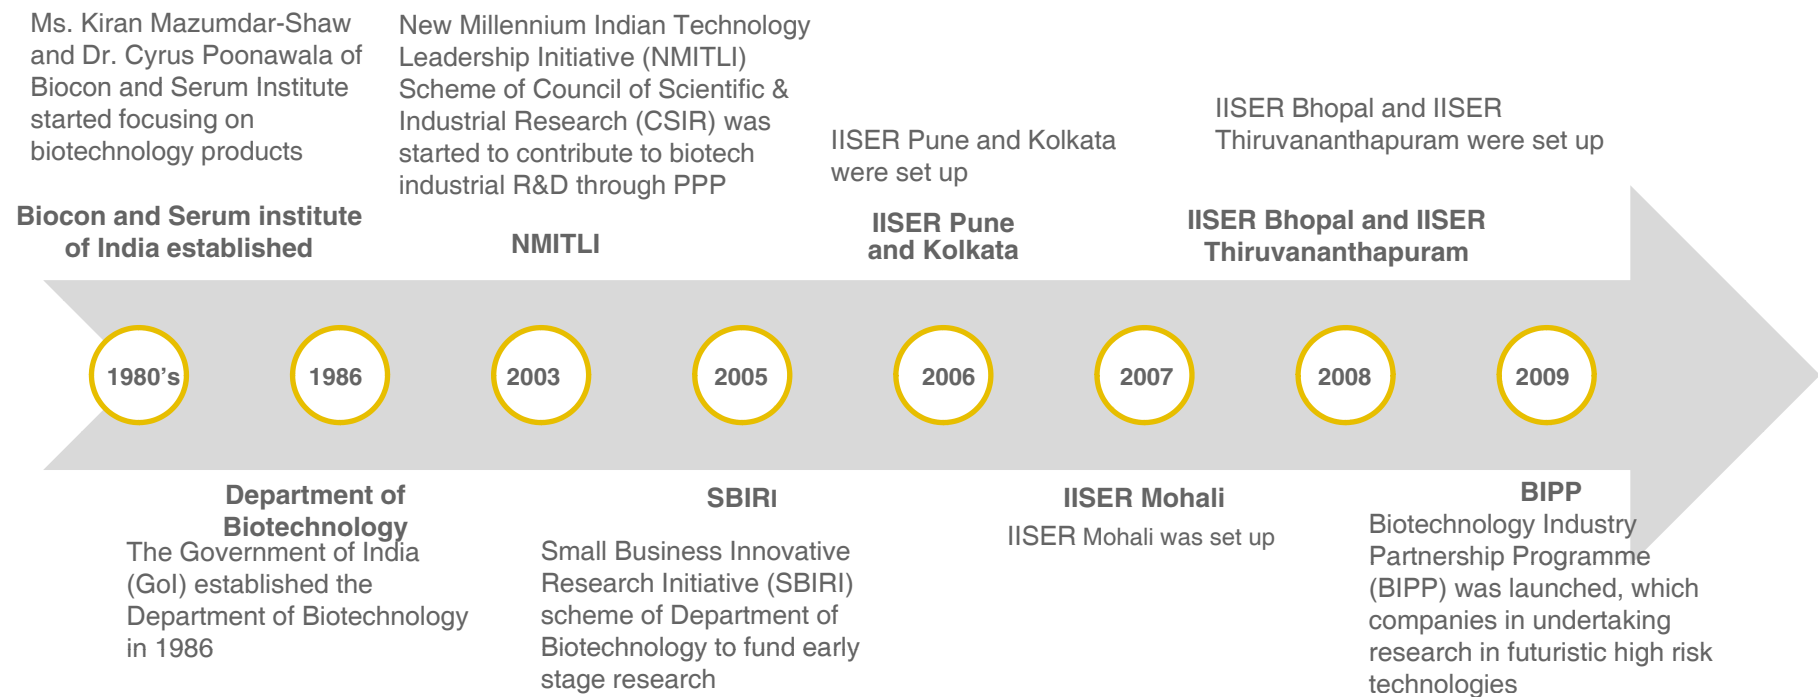 Ms. Kiran Mazumdar-Shaw
and Dr. Cyrus Poonawala of
Biocon and Serum Institute
started focusing on
biotechnology products
Biocon and Serum institute
of India established
New Millennium Indian Technology
Leadership Initiative (NMITLI)
Scheme of Council of Scientific &
Industrial Research (CSIR) was
started to contribute to biotech
industrial R&D through PPP
NMITLI
IISER Pune and Kolkata
were set up
IISER Pune
and Kolkata
IISER Bhopal and IISER
Thiruvananthapuram were set up
IISER Bhopal and IISER
Thiruvananthapuram
1980's
1986
2003
2005
2006
2007
2008
2009
Department of
Biotechnology
The Government of India
(GoI) established the
Department of Biotechnology
in 1986
SBIRI
Small Business Innovative
Research Initiative (SBIRI)
scheme of Department of
Biotechnology to fund early
stage research
IISER Mohali
IISER Mohali was set up
BIPP
Biotechnology Industry
Partnership Programme
(BIPP) was launched, which
companies in undertaking
research in futuristic high risk
technologies